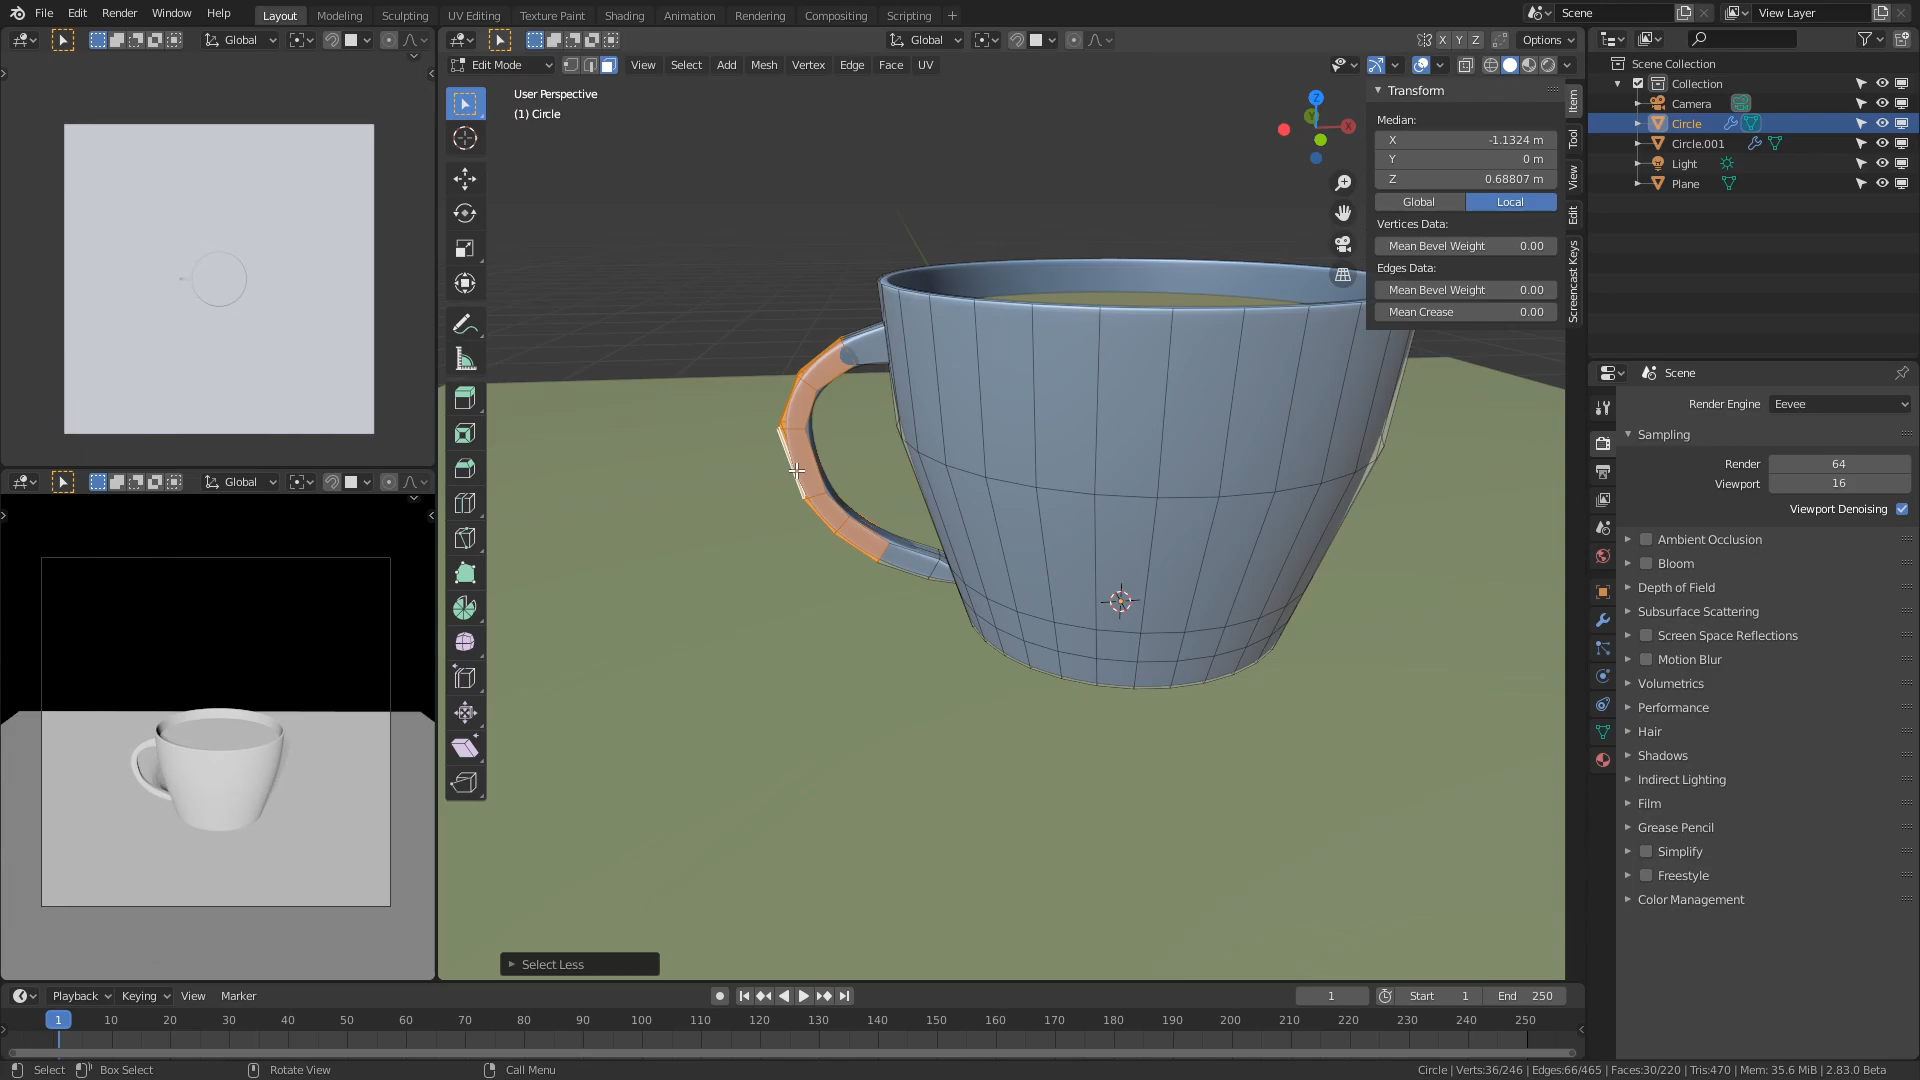 File Edit Render Window Help Layout Modeling Sculpting UV Editing Texture Paint Shading Animation Rendering Compositing Scripting + Scene View Layer
Global
Global Options
X Y Z
Edit Mode View Select Add Mesh Vertex Edge Face UV
User Perspective
(1) Circle
Z
Y
X
Transform
Median:
X -1.1324 m
Y 0 m
Z 0.68807 m
Global Local
Vertices Data:
Mean Bevel Weight 0.00
Edges Data:
Mean Bevel Weight 0.00
Mean Crease 0.00
Item
Tool
View
Edit
Screencast Keys
Scene Collection
Collection
Camera
Circle
Circle.001
Light
Plane
Scene
Render Engine Eevee
Sampling
Render 64
Viewport 16
Viewport Denoising
Ambient Occlusion
Bloom
Depth of Field
Subsurface Scattering
Screen Space Reflections
Motion Blur
Volumetrics
Performance
Hair
Shadows
Indirect Lighting
Film
Grease Pencil
Simplify
Freestyle
Color Management
Global
Select Less
Playback Keying View Marker 1 Start 1 End 250
1 10 20 30 40 50 60 70 80 90 100 110 120 130 140 150 160 170 180 190 200 210 220 230 240 250
Select Box Select Rotate View Call Menu Circle | Verts:36/246 | Edges:66/465 | Faces:30/220 | Tris:470 | Mem: 35.6 MiB | 2.83.0 Beta